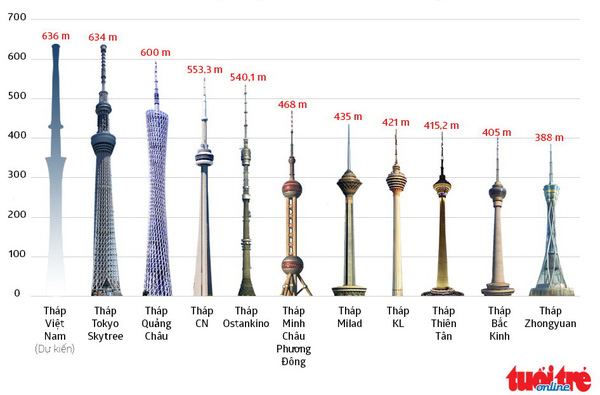 700
600
500
400
300
200
100
0
636 m
634 m
600 m
553,3 m
540,1 m
468 m
435 m
421 m
415,2 m
405 m
388 m
Tháp Việt Nam (Dự kiến)
Tháp Tokyo Skytree
Tháp Quảng Châu
Tháp CN
Tháp Ostankino
Tháp Minh Châu Phương Đông
Tháp Milad
Tháp KL
Tháp Thiên Tân
Tháp Bắc Kinh
Tháp Zhongyuan
tuổi trẻ
online